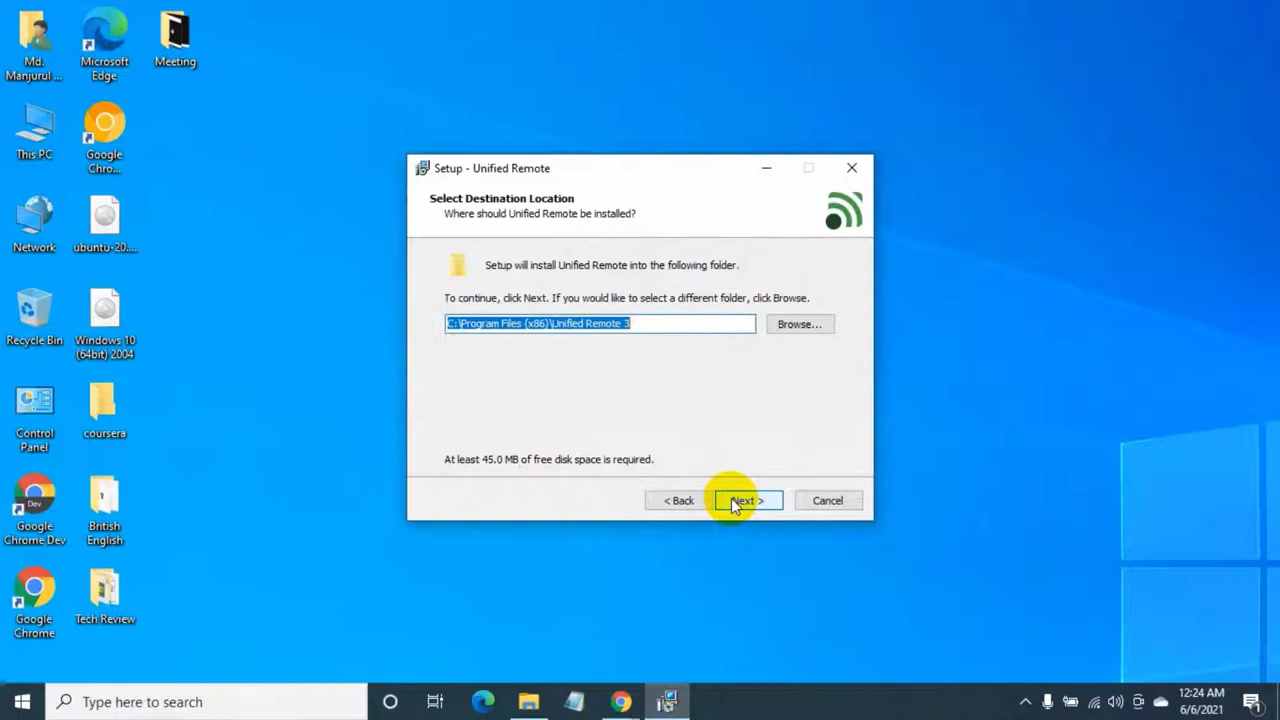 Md.
Manjurul ...
Microsoft
Edge
Meeting
This PC
Google
Chro...
Network
ubuntu-20....
Recycle Bin
Windows 10
(64bit) 2004
Control
Panel
coursera
Dev
Google
Chrome Dev
British
English
Google
Chrome
Tech Review
Setup - Unified Remote
Select Destination Location
Where should Unified Remote be installed?
Setup will install Unified Remote into the following folder.
To continue, click Next. If you would like to select a different folder, click Browse.
C:\Program Files (x86)\Unified Remote 3
Browse...
At least 45.0 MB of free disk space is required.
< Back
Next >
Cancel
Type here to search
12:24 AM
6/6/2021
1